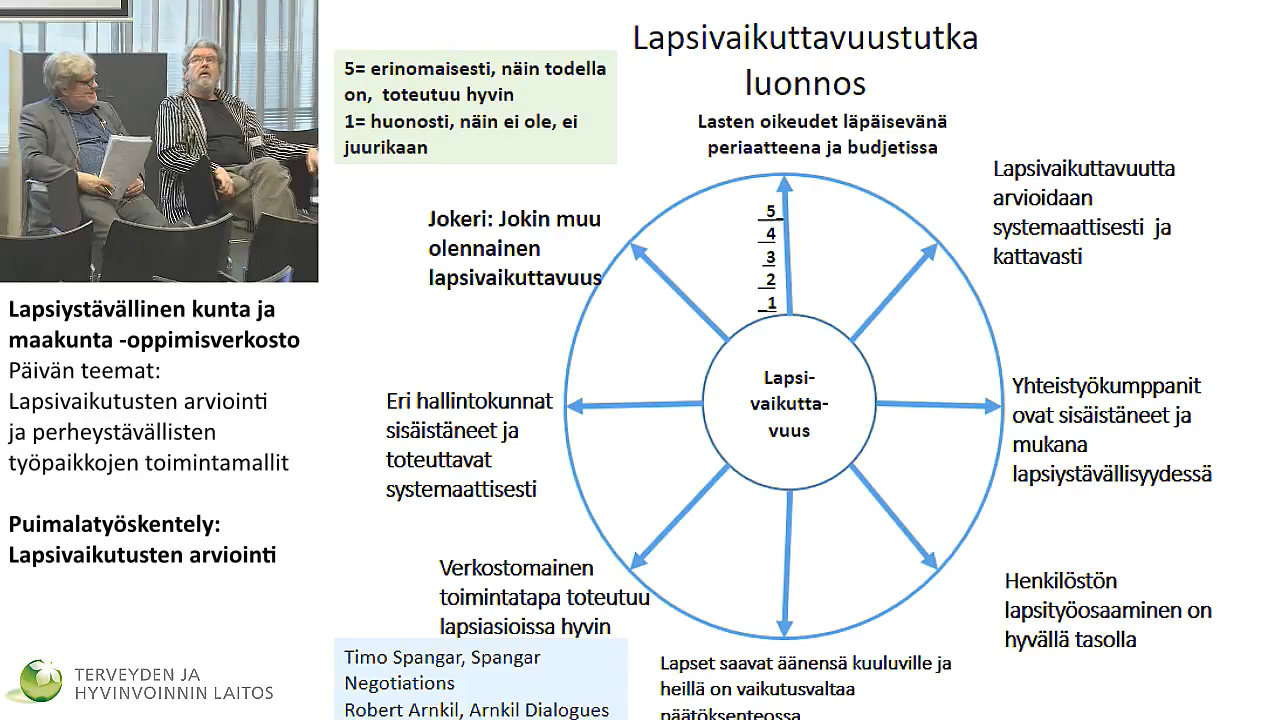 Lapsivaikuttavuustutka
luonnos
5= erinomaisesti, näin todella
on, toteutuu hyvin
1= huonosti, näin ei ole, ei
juurikaan
Lasten oikeudet läpäisevänä
periaatteena ja budjetissa
Lapsivaikuttavuutta
arvioidaan
systemaattisesti ja
kattavasti
Jokeri: Jokin muu
olennainen
lapsivaikuttavuus
5
4
3
2
1
Lapsi-
vaikutta-
vuus
Eri hallintokunnat
sisäistäneet ja
toteuttavat
systemaattisesti
Yhteistyökumppanit
ovat sisäistäneet ja
mukana
lapsiystävällisyydessä
Verkostomainen
toimintatapa toteutuu
lapsiasioissa hyvin
Henkilöstön
lapsityöosaaminen on
hyvällä tasolla
Lapset saavat äänensä kuuluville ja
heillä on vaikutusvaltaa
päätöksenteossa
Timo Spangar, Spangar
Negotiations
Robert Arnkil, Arnkil Dialogues
Lapsiystävällinen kunta ja
maakunta -oppimisverkosto
Päivän teemat:
Lapsivaikutusten arviointi
ja perheystävällisten
työpaikkojen toimintamallit
Puimalatyöskentely:
Lapsivaikutusten arviointi
TERVEYDEN JA
HYVINVOINNIN LAITOS